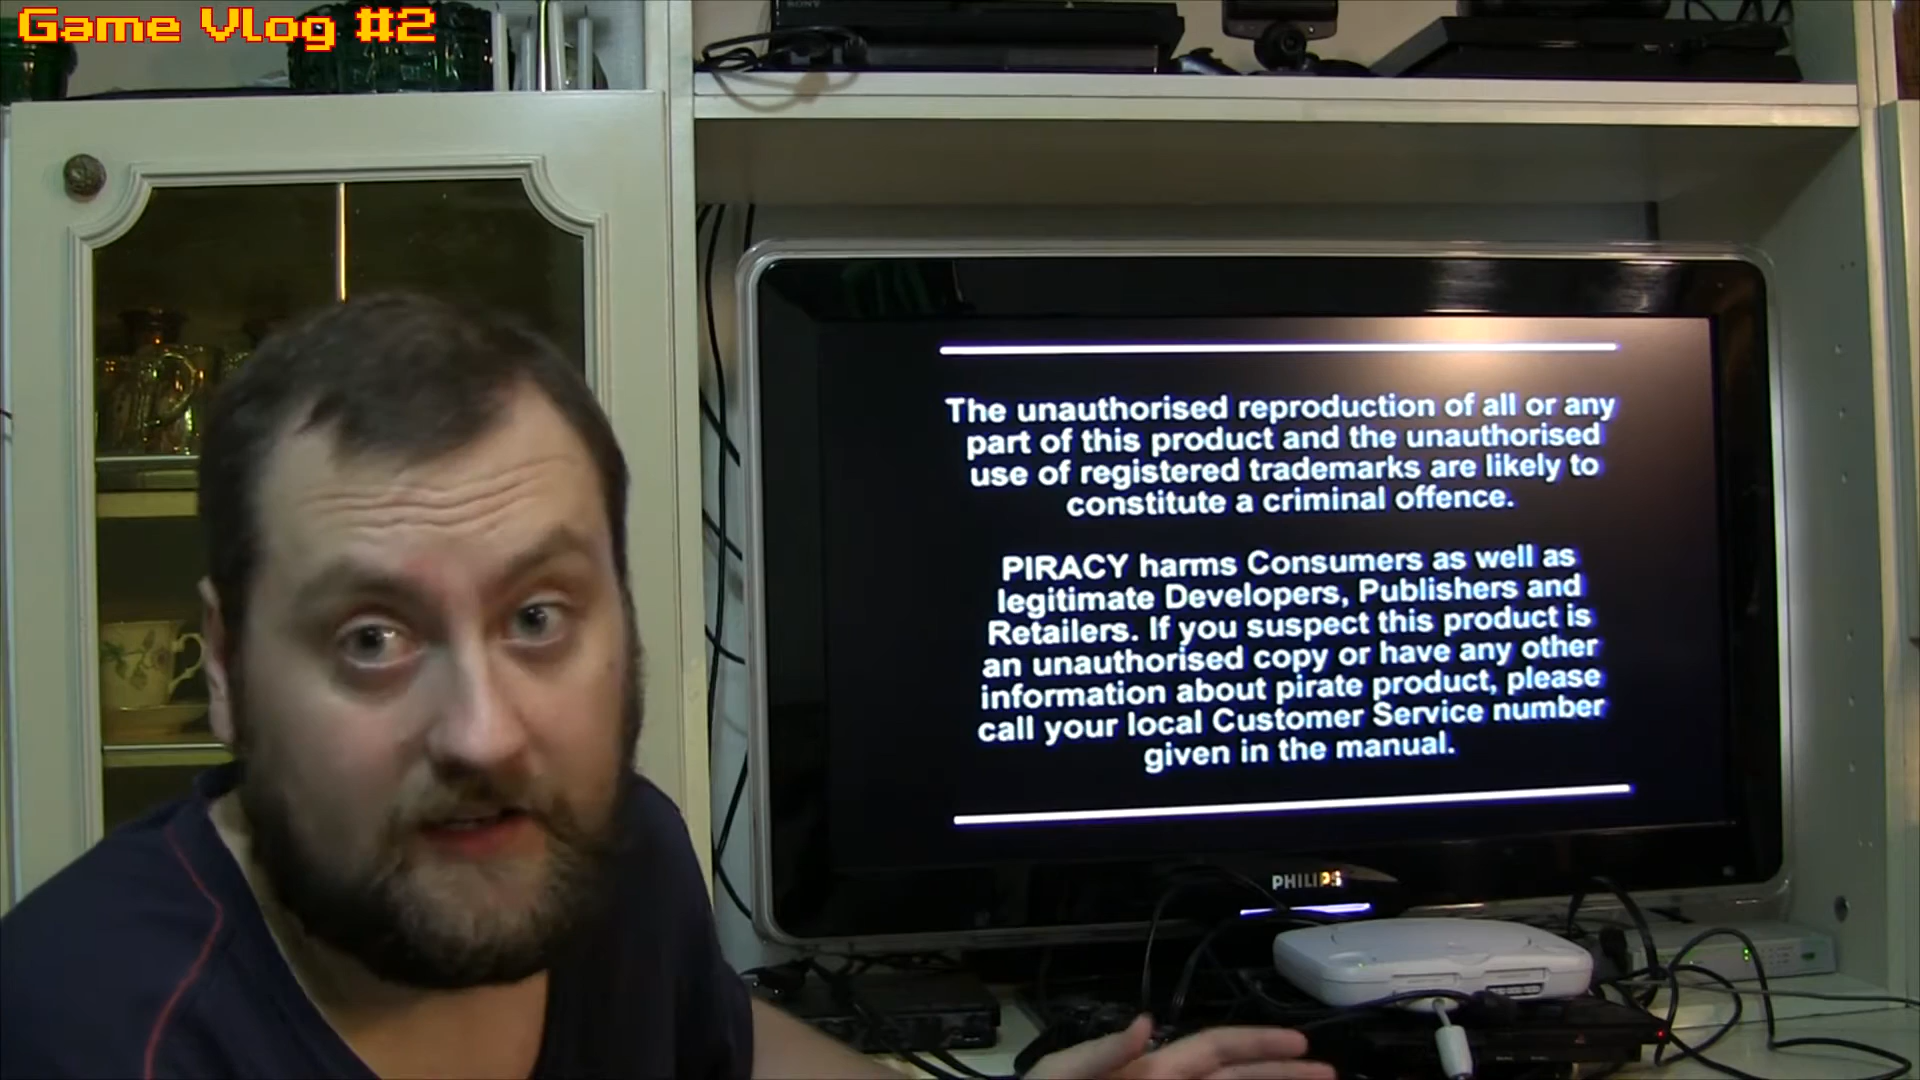 Game Vlog #2
SONY
The unauthorised reproduction of all or any
part of this product and the unauthorised
use of registered trademarks are likely to
constitute a criminal offence.
PIRACY harms Consumers as well as
legitimate Developers, Publishers and
Retailers. If you suspect this product is
an unauthorised copy or have any other
information about pirate product, please
call your local Customer Service number
given in the manual.
PHILIPS